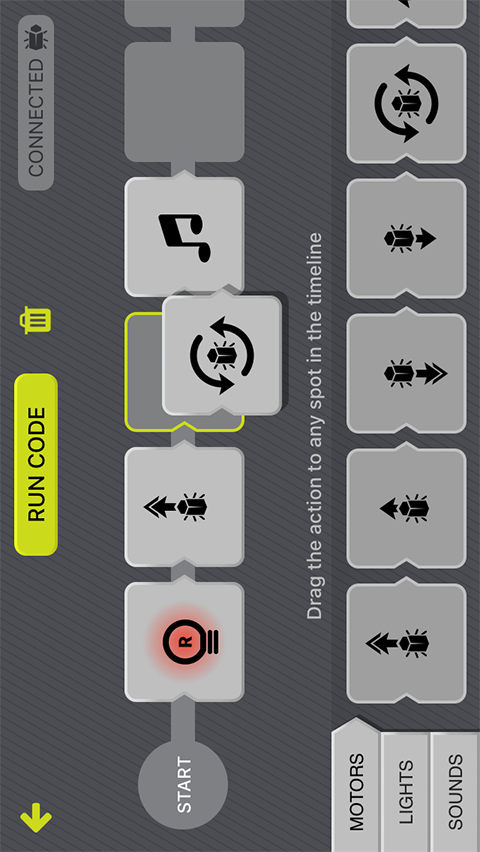 RUN CODE
CONNECTED
START
R
Drag the action to any spot in the timeline
MOTORS
LIGHTS
SOUNDS